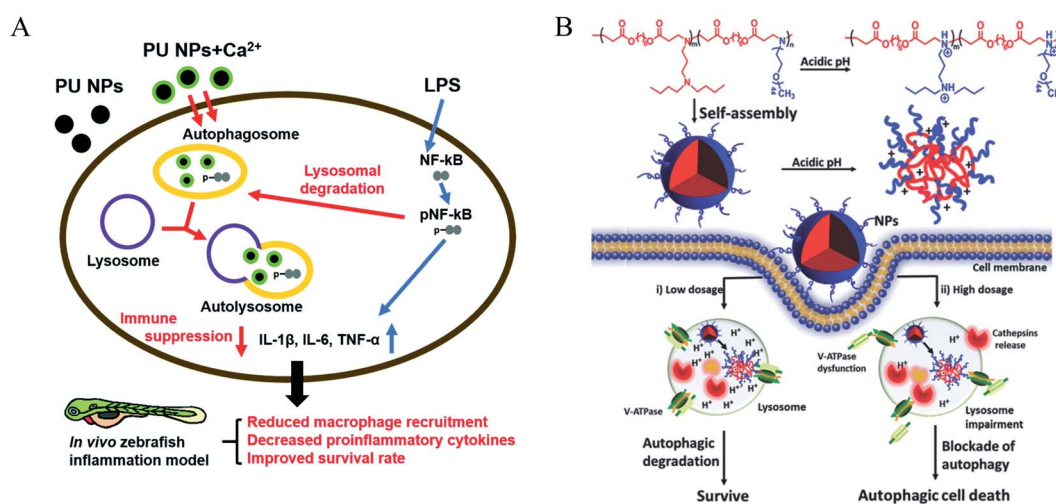 A
PU NPs+Ca²⁺
PU NPs
LPS
Autophagosome
NF-kB
p
Lysosomal
degradation
pNF-kB
p
Lysosome
p
Autolysosome
Immune
suppression
IL-1β, IL-6, TNF-α
In vivo zebrafish
inflammation model
Reduced macrophage recruitment
Decreased proinflammatory cytokines
Improved survival rate
B
Acidic pH
Self-assembly
Acidic pH
NPs
Cell membrane
i) Low dosage
ii) High dosage
V-ATPase
dysfunction
Cathepsins
release
V-ATPase
Lysosome
Lysosome
impairment
Autophagic
degradation
Blockade of
autophagy
Survive
Autophagic cell death